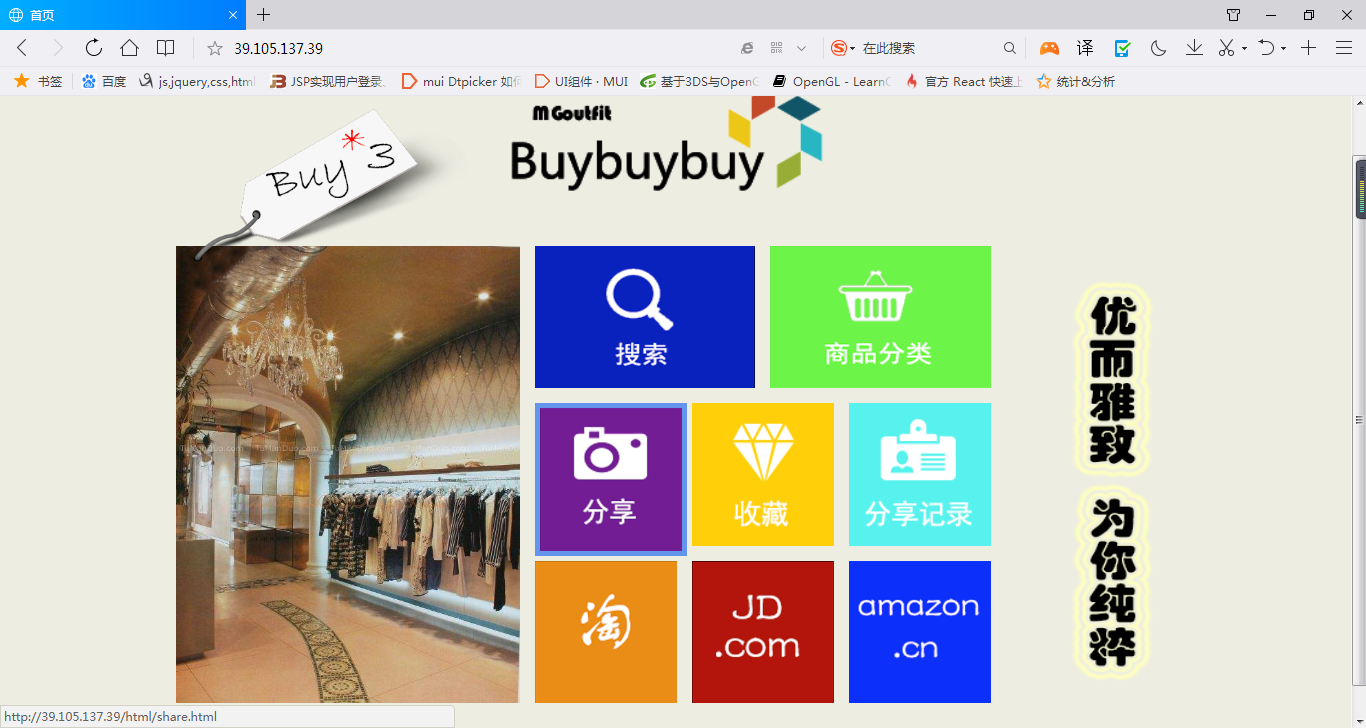 首页
39.105.137.39
在此搜索
译
书签
百度
js,jquery,css,html
JSP实现用户登录
mui Dtpicker 如何
UI组件 · MUI
基于3DS与OpenG
OpenGL - LearnO
官方 React 快速上
统计&分析
BUY * 3
MGoutfit
Buybuybuy
搜索
商品分类
分享
收藏
分享记录
淘
JD
.com
amazon
.cn
优而雅致
为你纯粹
http://39.105.137.39/html/share.html